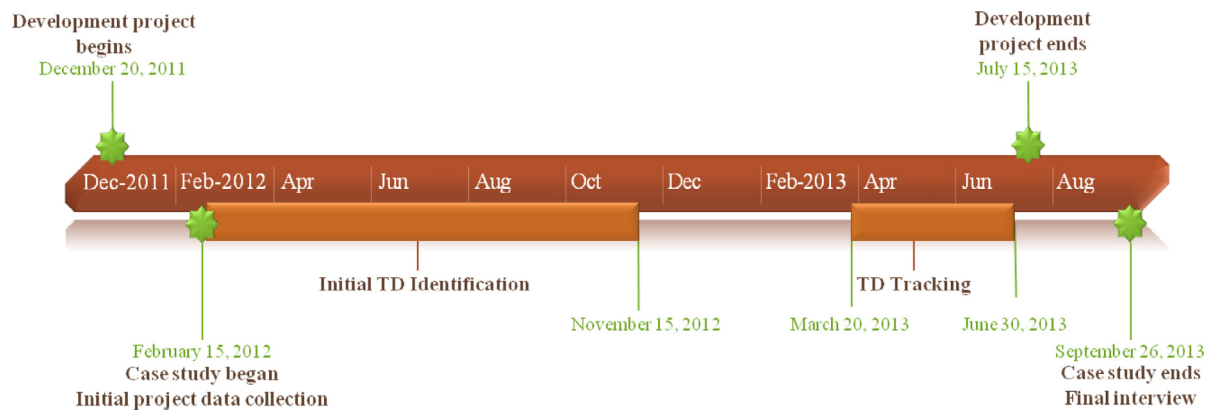 Development project
begins
December 20, 2011
Development
project ends
July 15, 2013
Dec-2011 Feb-2012 Apr Jun Aug Oct Dec Feb-2013 Apr Jun Aug
Initial TD Identification
TD Tracking
November 15, 2012
March 20, 2013
June 30, 2013
February 15, 2012
Case study began
Initial project data collection
September 26, 2013
Case study ends
Final interview